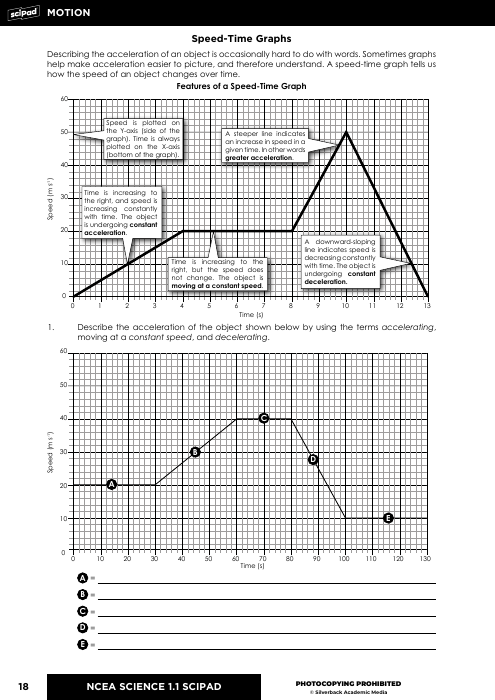 scipad MOTION
Speed-Time Graphs
Describing the acceleration of an object is occasionally hard to do with words. Sometimes graphs
help make acceleration easier to picture, and therefore understand. A speed-time graph tells us
how the speed of an object changes over time.
Features of a Speed-Time Graph
60
50
40
30
20
10
0
Speed (m s⁻¹)
Speed is plotted on
the Y-axis (side of the
graph). Time is always
plotted on the X-axis
(bottom of the graph).
A steeper line indicates
an increase in speed in a
given time. In other words
greater acceleration.
Time is increasing to the
right, and speed is
increasing constantly
with time. The object
is undergoing constant
acceleration.
Time is increasing to the
right, but the speed does
not change. The object is
moving at a constant speed.
A downward-sloping
line indicates speed is
decreasing constantly
with time. The object is
undergoing constant
deceleration.
0 1 2 3 4 5 6 7 8 9 10 11 12 13
Time (s)
1. Describe the acceleration of the object shown below by using the terms accelerating,
moving at a constant speed, and decelerating.
60
50
40
30
20
10
0
Speed (m s⁻¹)
A
B
C
D
E
0 10 20 30 40 50 60 70 80 90 100 110 120 130
Time (s)
A =
B =
C =
D =
E =
18 NCEA SCIENCE 1.1 SCIPAD
PHOTOCOPYING PROHIBITED
© Silverback Academic Media